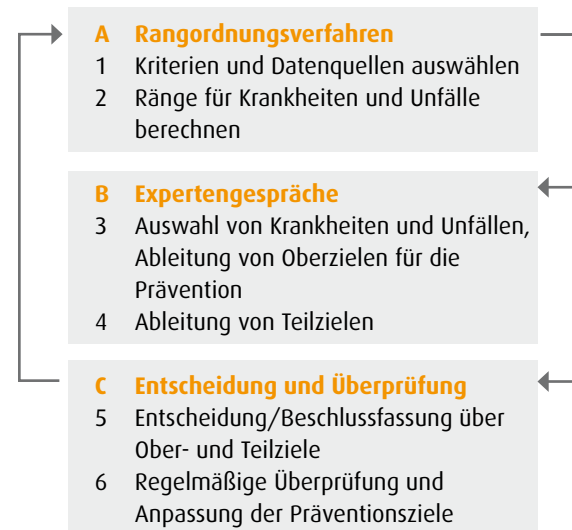 A Rangordnungsverfahren
1 Kriterien und Datenquellen auswählen
2 Ränge für Krankheiten und Unfälle
berechnen
B Expertengespräche
3 Auswahl von Krankheiten und Unfällen,
Ableitung von Oberzielen für die
Prävention
4 Ableitung von Teilzielen
C Entscheidung und Überprüfung
5 Entscheidung/Beschlussfassung über
Ober- und Teilziele
6 Regelmäßige Überprüfung und
Anpassung der Präventionsziele